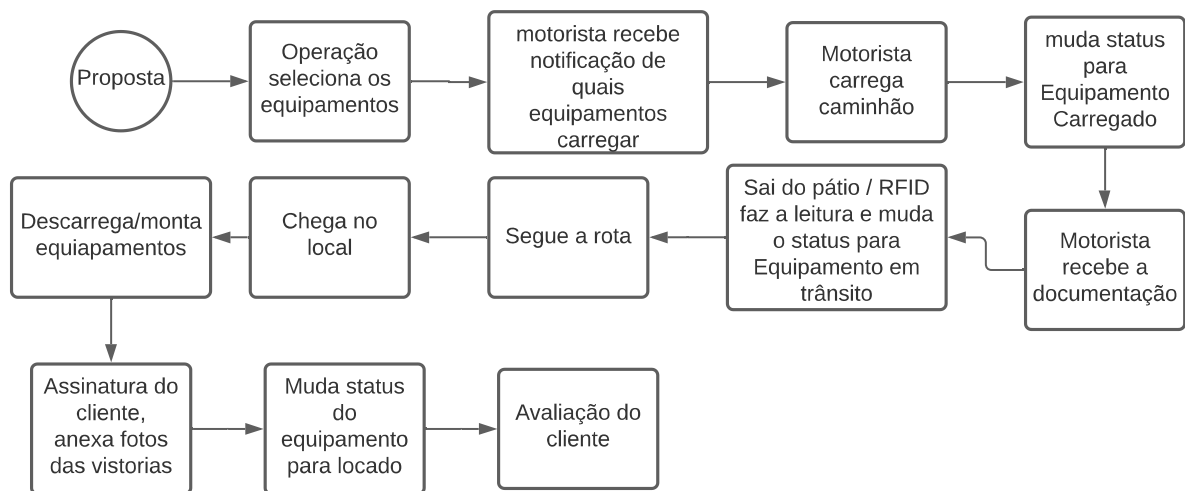 Proposta
Operação
seleciona os
equipamentos
motorista recebe
notificação de
quais
equipamentos
carregar
Motorista
carrega
caminhão
muda status
para
Equipamento
Carregado
Motorista
recebe a
documentação
Sai do pátio / RFID
faz a leitura e muda
o status para
Equipamento em
trânsito
Segue a rota
Chega no
local
Descarrega/monta
equiapamentos
Assinatura do
cliente,
anexa fotos
das vistorias
Muda status
do
equipamento
para locado
Avaliação do
cliente